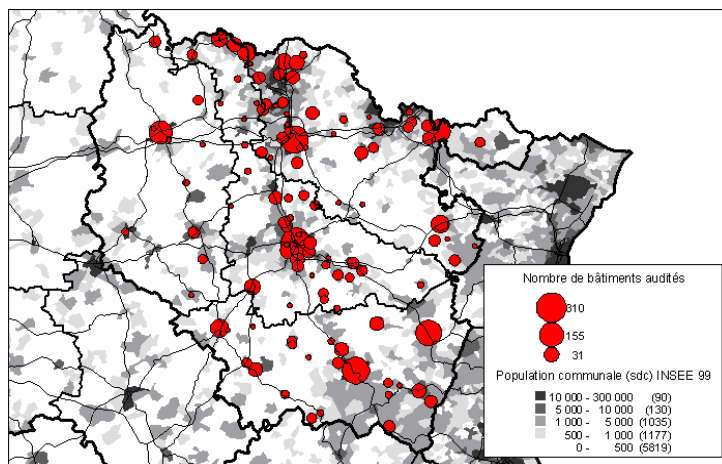 Nombre de bâtiments audités
310
155
31
Population communale (sdc) INSEE 99
10 000 - 300 000 (90)
5 000 - 10 000 (130)
1 000 - 5 000 (1035)
500 - 1 000 (1177)
0 - 500 (5819)